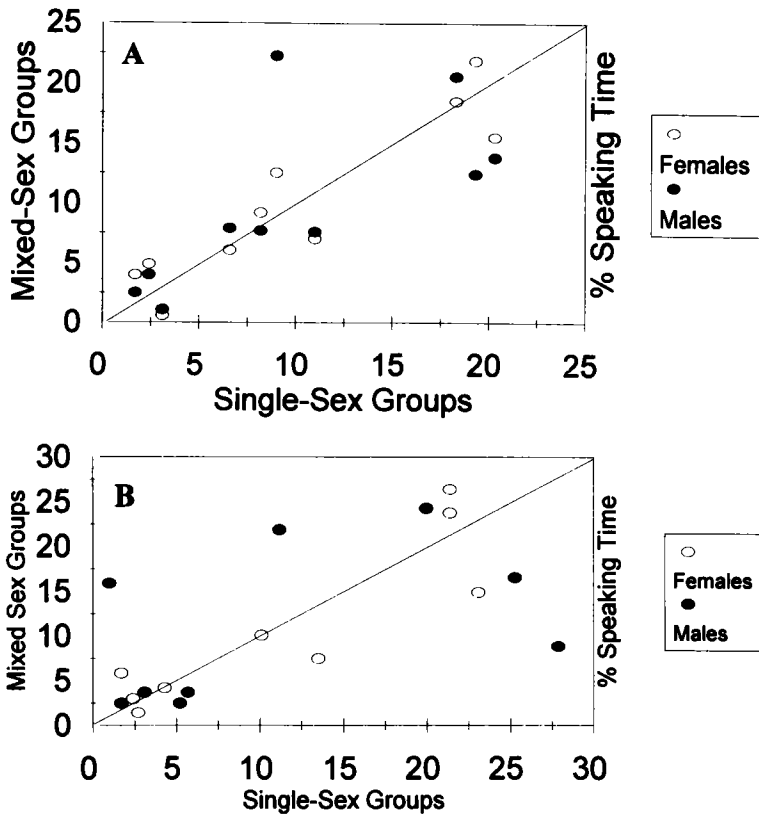 A
25
20
15
10
5
0
Mixed-Sex Groups
0 5 10 15 20 25
Single-Sex Groups
% Speaking Time
Females
Males
B
30
25
20
15
10
5
0
Mixed Sex Groups
0 5 10 15 20 25 30
Single-Sex Groups
% Speaking Time
Females
Males